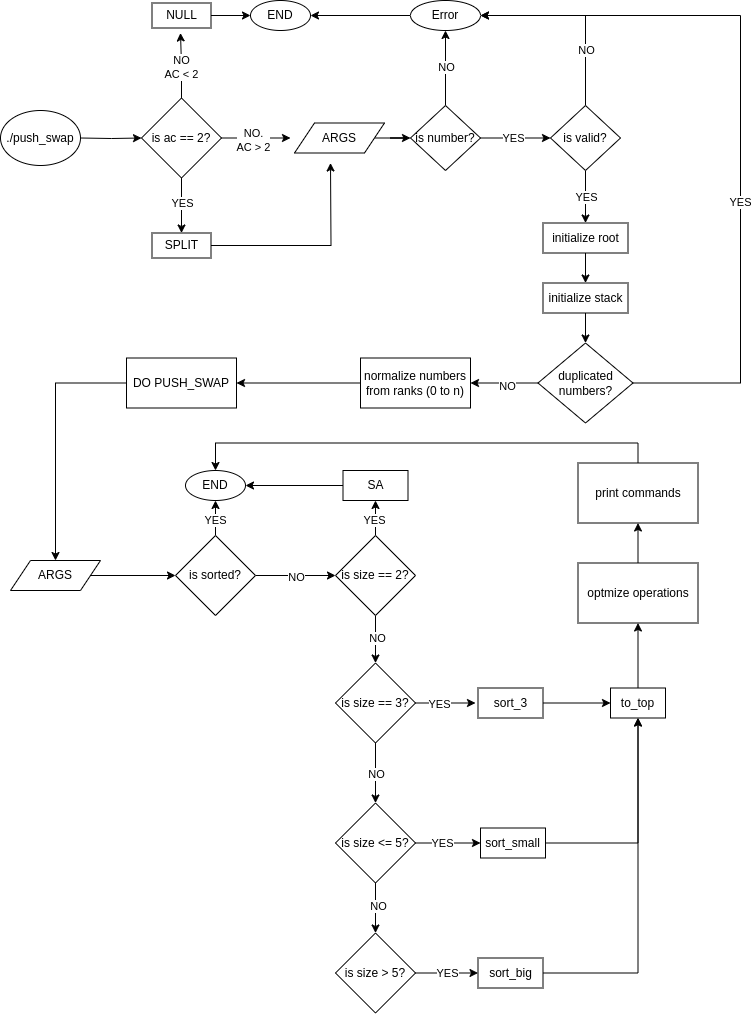 NULL
END
Error
NO
AC < 2
NO
NO
./push_swap
is ac == 2?
NO.
AC > 2
ARGS
is number?
YES
is valid?
YES
YES
YES
SPLIT
initialize root
initialize stack
DO PUSH_SWAP
normalize numbers
from ranks (0 to n)
NO
duplicated
numbers?
END
SA
print commands
YES
YES
ARGS
is sorted?
NO
is size == 2?
optmize operations
NO
is size == 3?
YES
sort_3
to_top
NO
is size <= 5?
YES
sort_small
NO
is size > 5?
YES
sort_big